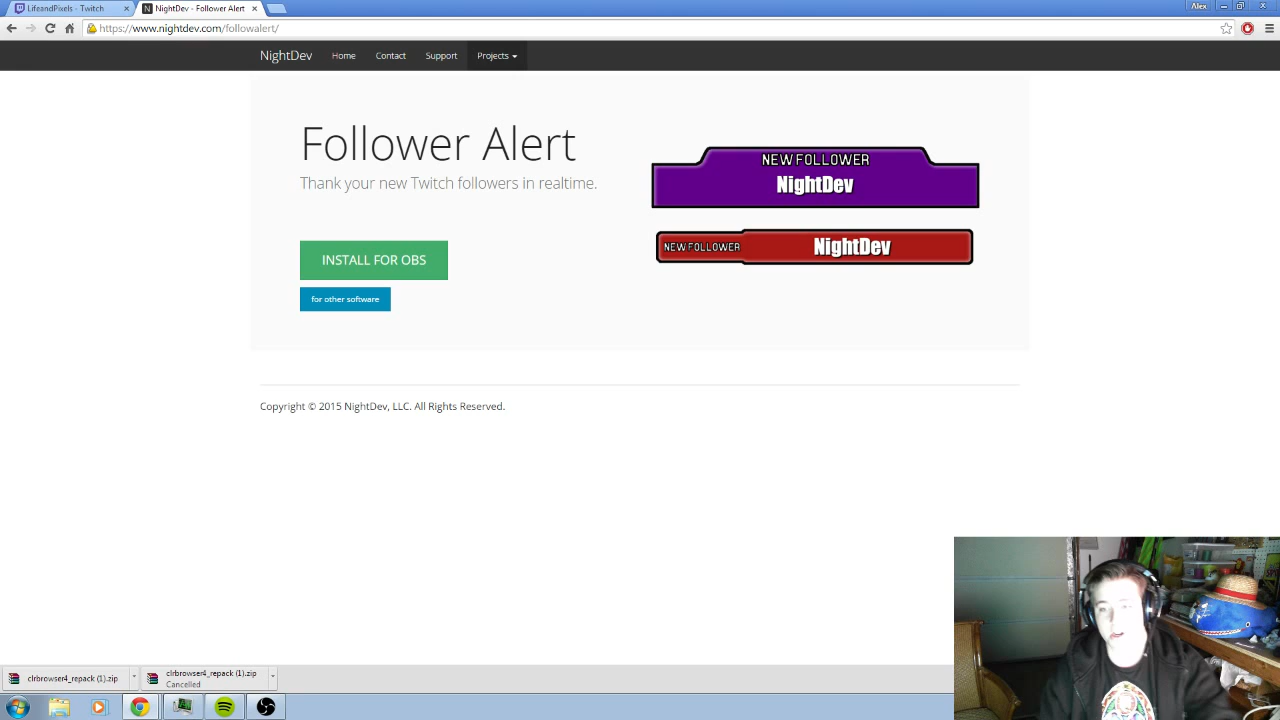 LifeandPixels - Twitch
NightDev - Follower Alert
Alex
https://www.nightdev.com/followalert/
NightDev Home Contact Support Projects
Follower Alert
Thank your new Twitch followers in realtime.
INSTALL FOR OBS
for other software
NEW FOLLOWER
NightDev
NEW FOLLOWER NightDev
Copyright © 2015 NightDev, LLC. All Rights Reserved.
clrbrowser4_repack (1).zip
clrbrowser4_repack (1).zip
Cancelled